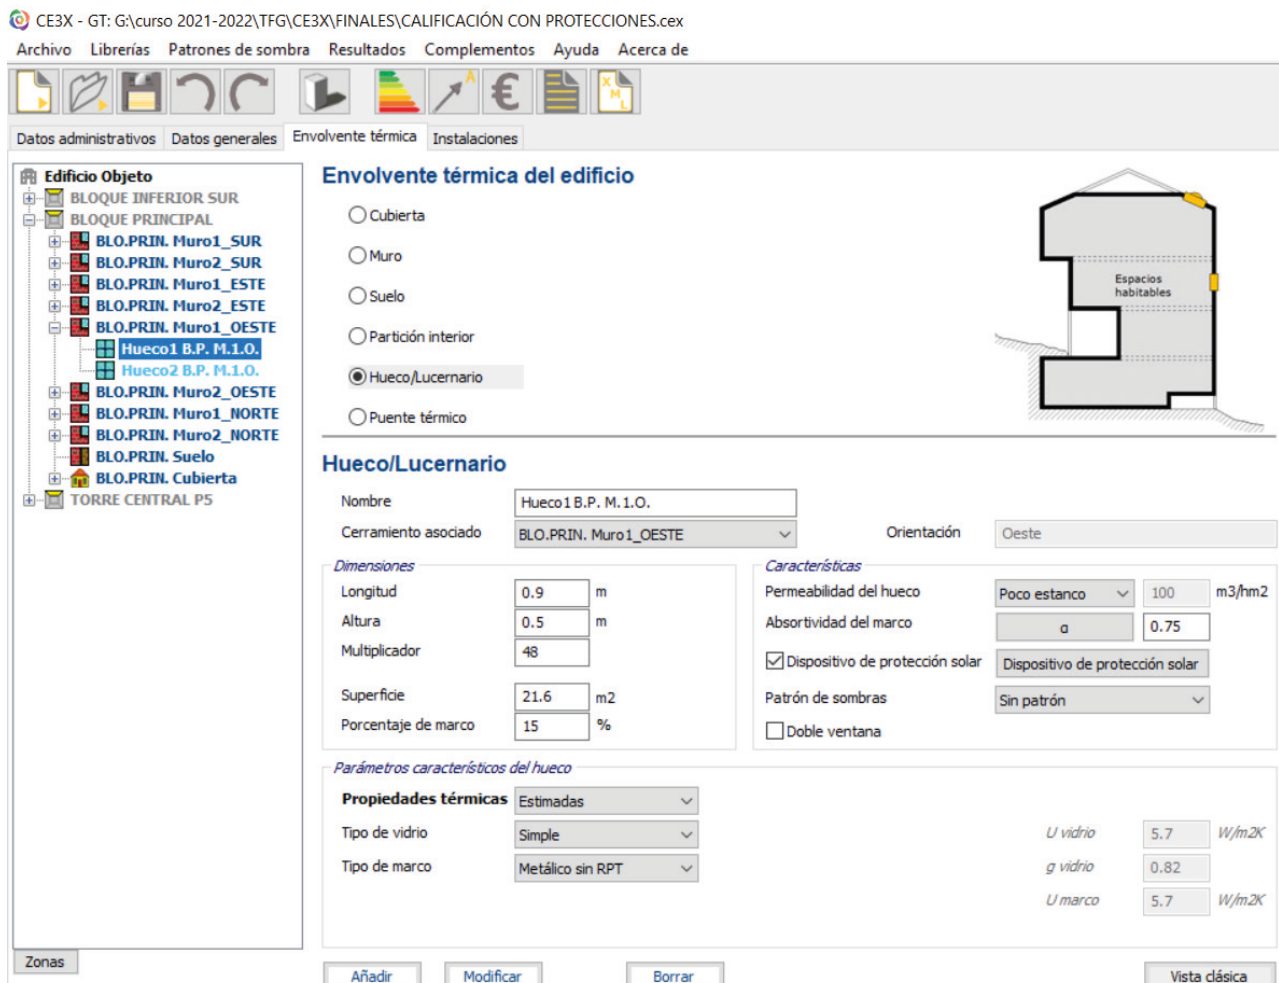 CE3X - GT: G:\curso 2021-2022\TFG\CE3X\FINALES\CALIFICACIÓN CON PROTECCIONES.cex
Archivo Librerías Patrones de sombra Resultados Complementos Ayuda Acerca de
A € X M L
Datos administrativos Datos generales Envolvente térmica Instalaciones
Edificio Objeto
BLOQUE INFERIOR SUR
BLOQUE PRINCIPAL
BLO.PRIN. Muro1_SUR
BLO.PRIN. Muro2_SUR
BLO.PRIN. Muro1_ESTE
BLO.PRIN. Muro2_ESTE
BLO.PRIN. Muro1_OESTE
Hueco1 B.P. M.1.O.
Hueco2 B.P. M.1.O.
BLO.PRIN. Muro2_OESTE
BLO.PRIN. Muro1_NORTE
BLO.PRIN. Muro2_NORTE
BLO.PRIN. Suelo
BLO.PRIN. Cubierta
TORRE CENTRAL P5
Zonas
Envolvente térmica del edificio
Cubierta
Muro
Suelo
Partición interior
Hueco/Lucernario
Puente térmico
Espacios
habitables
Hueco/Lucernario
Nombre Hueco1 B.P. M.1.O.
Cerramiento asociado BLO.PRIN. Muro1_OESTE Orientación Oeste
Dimensiones
Longitud 0.9 m
Altura 0.5 m
Multiplicador 48
Superficie 21.6 m2
Porcentaje de marco 15 %
Características
Permeabilidad del hueco Poco estanco 100 m3/hm2
Absortividad del marco α 0.75
Dispositivo de protección solar Dispositivo de protección solar
Patrón de sombras Sin patrón
Doble ventana
Parámetros característicos del hueco
Propiedades térmicas Estimadas
Tipo de vidrio Simple U vidrio 5.7 W/m2K
Tipo de marco Metálico sin RPT g vidrio 0.82
U marco 5.7 W/m2K
Añadir Modificar Borrar Vista clásica